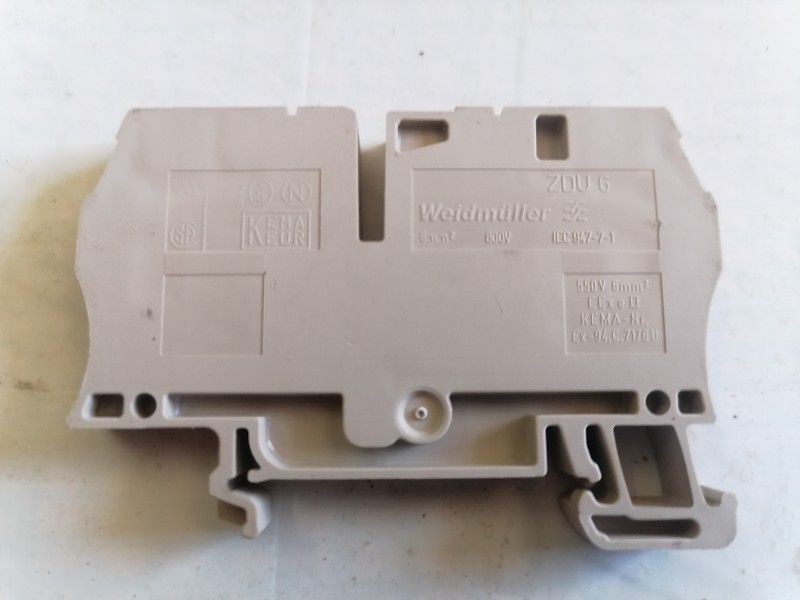 ZDU 6
Weidmüller
6mm² 800V IEC 947-7-1
S N
KEMA
KEUR
550V 6mm²
EEx e II
KEMA-Nr.
Ex-94.C.7176 U